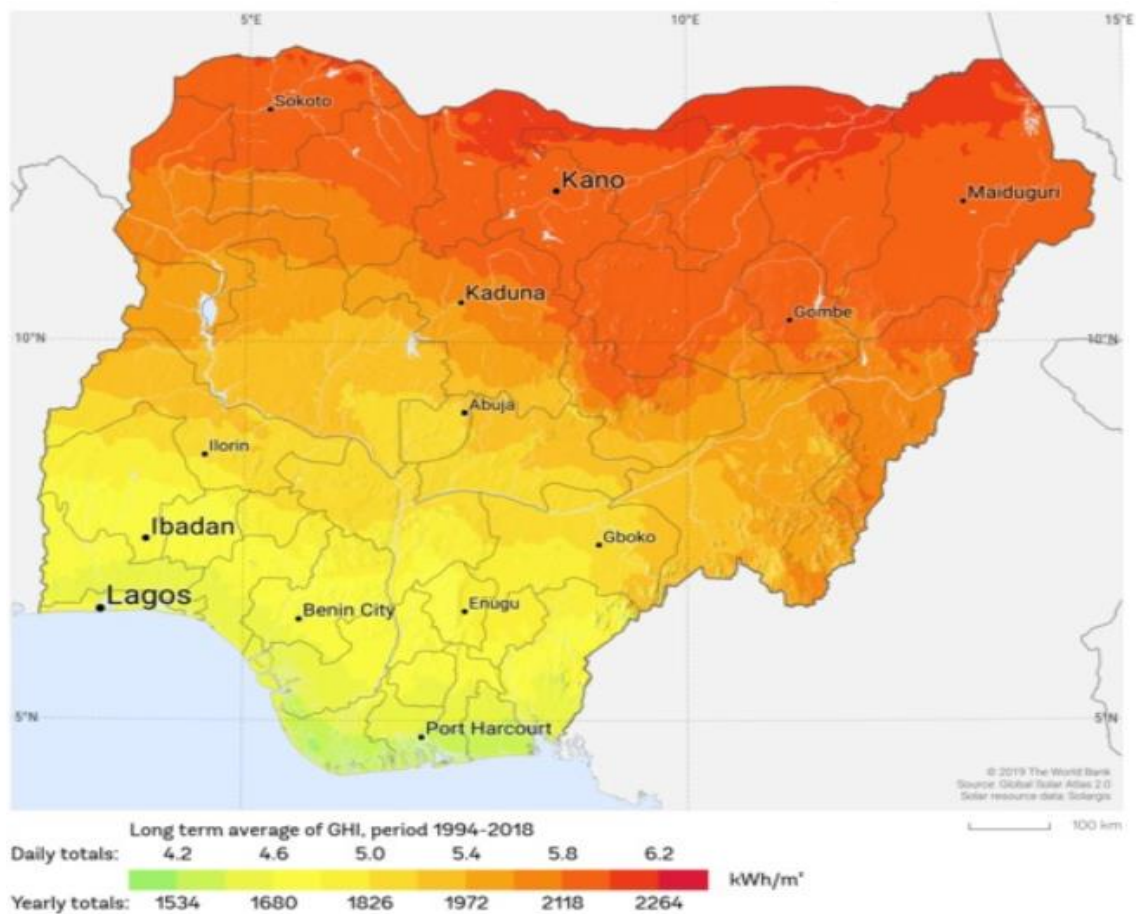 5°E
10°E
15°E
Sokoto
Kano
Maiduguri
Kaduna
Gombe
10°N
10°N
Abuja
Ilorin
Ibadan
Gboko
Lagos
Benin City
Enugu
5°N
Port Harcourt
5°N
© 2019 The World Bank
Source: Global Solar Atlas 2.0
Solar resource data: Solargis
100 km
Long term average of GHI, period 1994-2018
Daily totals: 4.2 4.6 5.0 5.4 5.8 6.2
kWh/m²
Yearly totals: 1534 1680 1826 1972 2118 2264